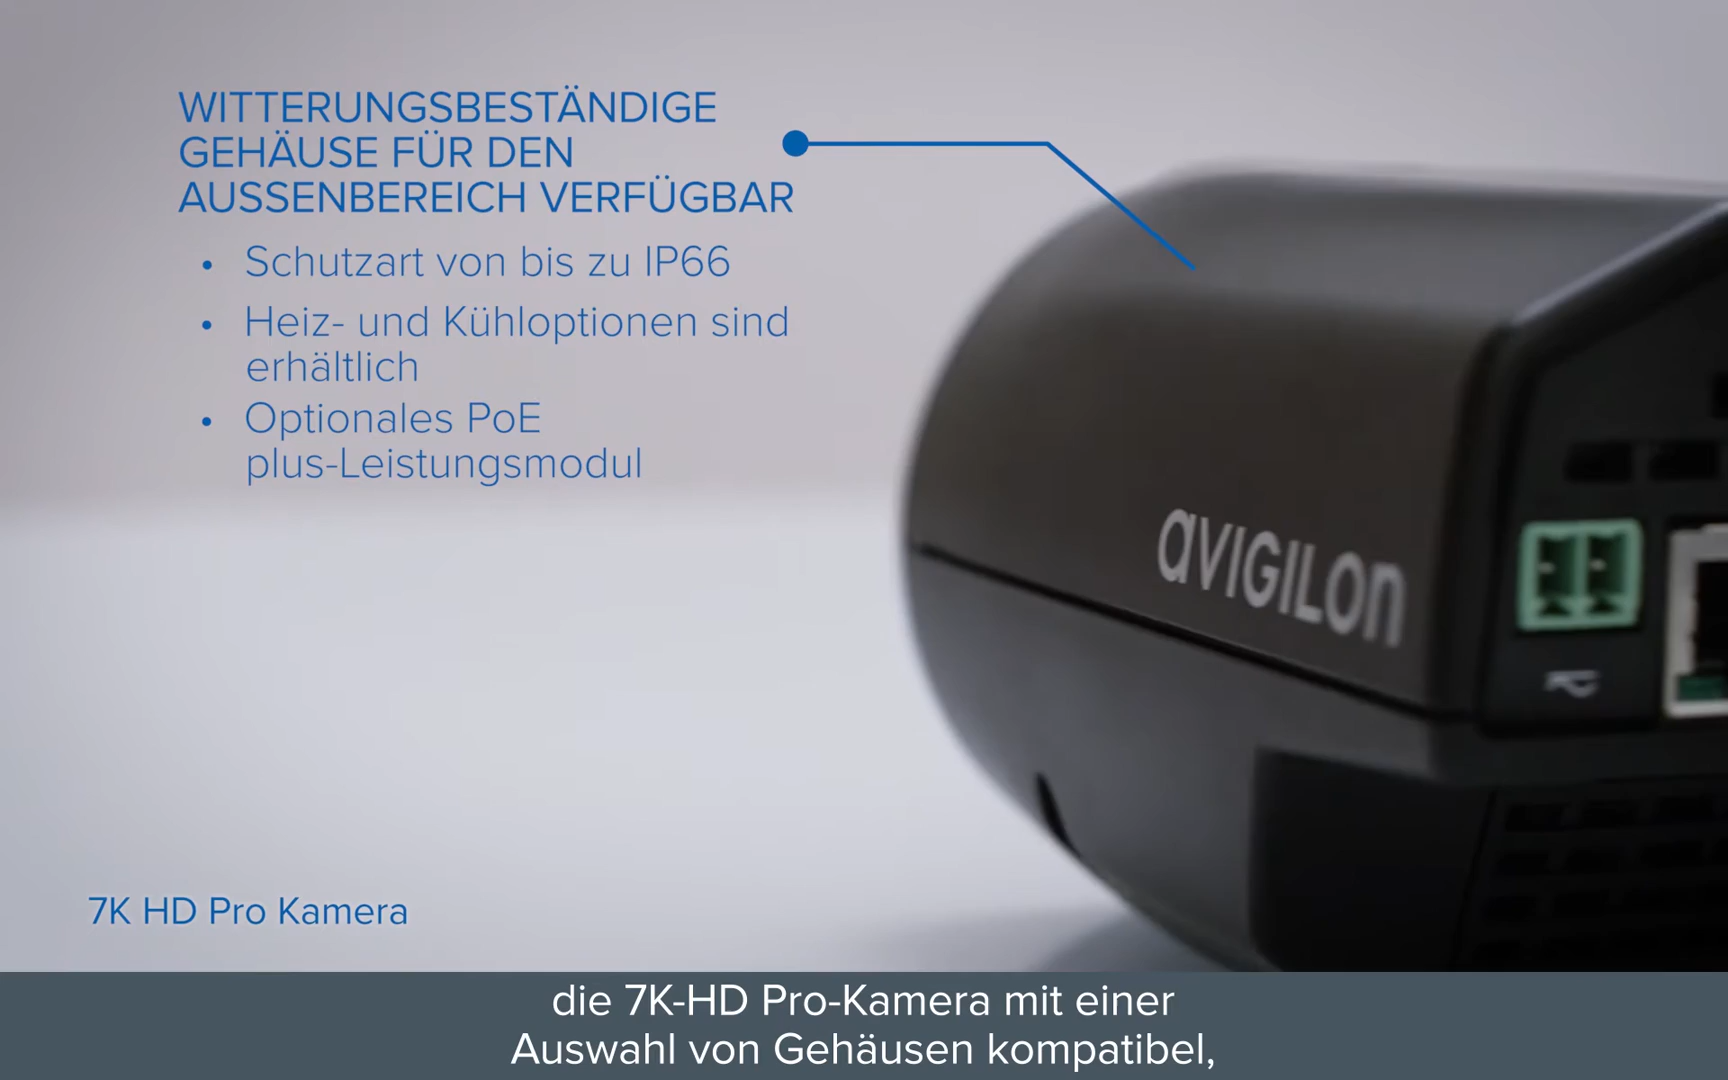 WITTERUNGSBESTÄNDIGE
GEHÄUSE FÜR DEN
AUSSENBEREICH VERFÜGBAR
• Schutzart von bis zu IP66
• Heiz- und Kühloptionen sind
erhältlich
• Optionales PoE
plus-Leistungsmodul
aVIGILon
7K HD Pro Kamera
die 7K-HD Pro-Kamera mit einer
Auswahl von Gehäusen kompatibel,